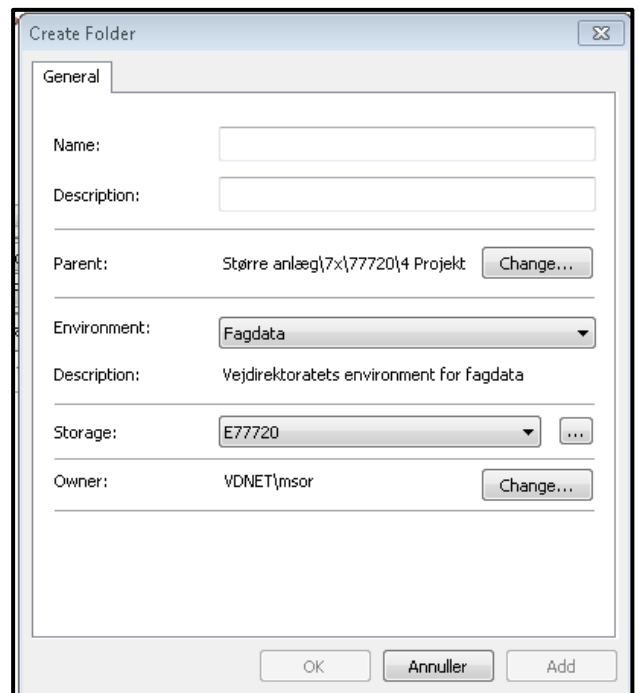 Create Folder
General
Name:
Description:
Parent: Større anlæg\7x\77720\4 Projekt Change...
Environment: Fagdata
Description: Vejdirektoratets environment for fagdata
Storage: E77720 ...
Owner: VDNET\msor Change...
OK Annuller Add